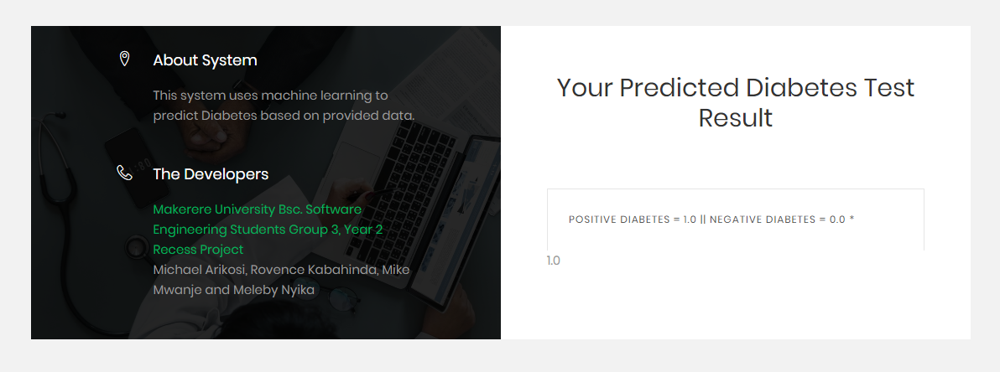 About System
This system uses machine learning to
predict Diabetes based on provided data.
The Developers
Makerere University Bsc. Software
Engineering Students Group 3, Year 2
Recess Project
Michael Arikosi, Rovence Kabahinda, Mike
Mwanje and Meleby Nyika
Your Predicted Diabetes Test
Result
POSITIVE DIABETES = 1.0 || NEGATIVE DIABETES = 0.0 *
1.0